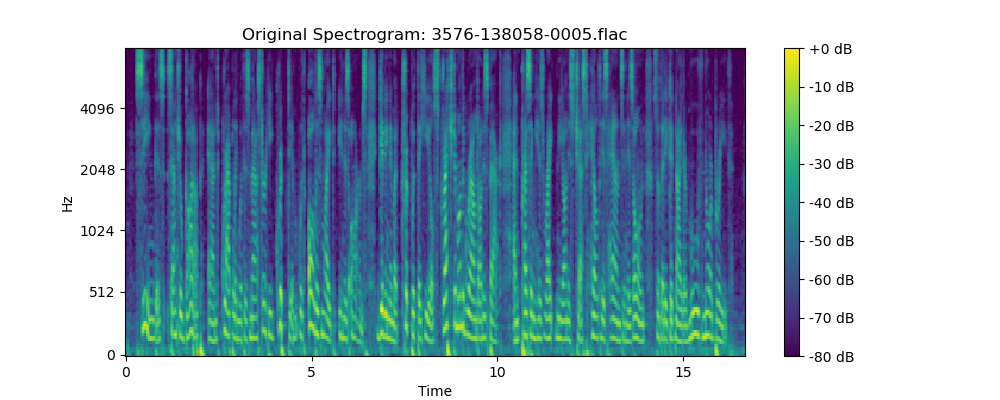 Original Spectrogram: 3576-138058-0005.flac
Hz
4096
2048
1024
512
0
0 5 10 15
Time
+0 dB
-10 dB
-20 dB
-30 dB
-40 dB
-50 dB
-60 dB
-70 dB
-80 dB